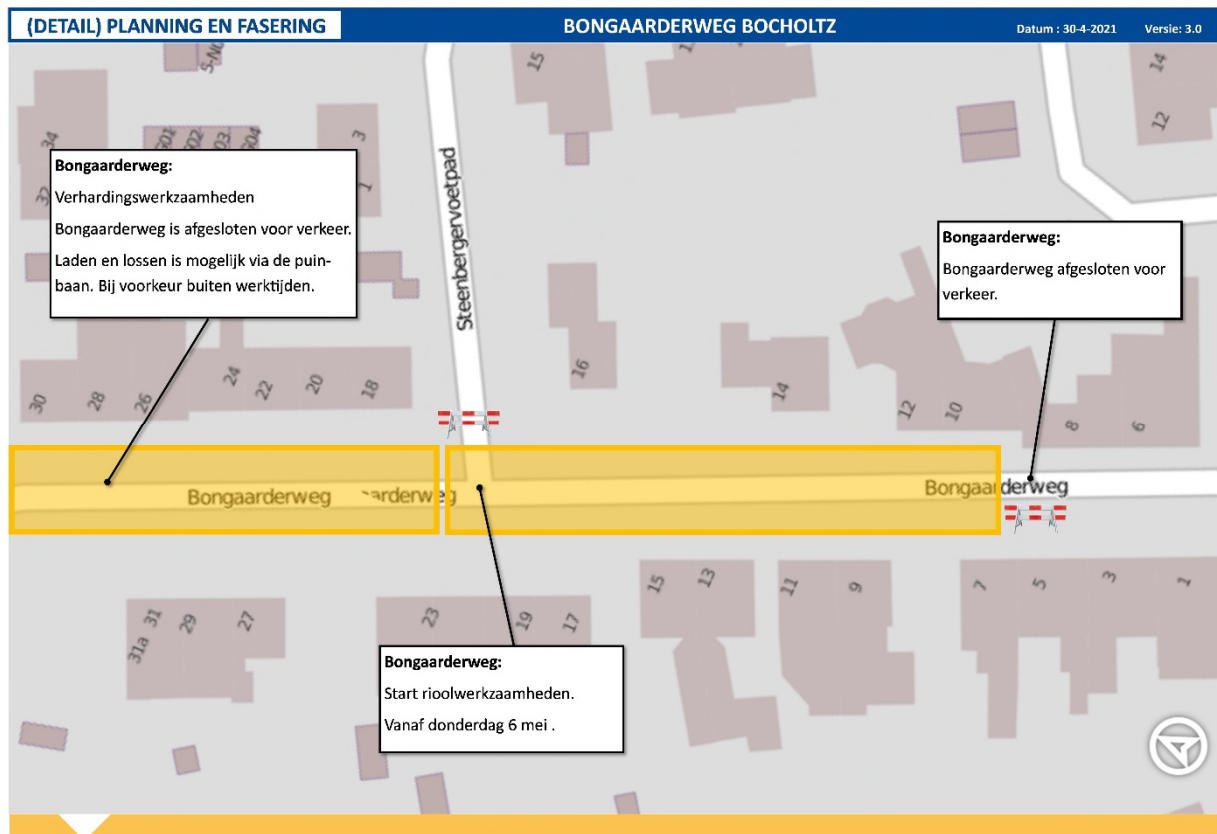 (DETAIL) PLANNING EN FASERING
BONGAARDERWEG BOCHOLTZ
Datum : 30-4-2021
Versie: 3.0
15
14
12
34
3
1
Bongaarderweg:
Verhardingswerkzaamheden
Bongaarderweg is afgesloten voor verkeer.
Laden en lossen is mogelijk via de puin-
baan. Bij voorkeur buiten werktijden.
Steenbergervoetpad
Bongaarderweg:
Bongaarderweg afgesloten voor
verkeer.
30
28
26
24
22
20
18
16
14
12
10
8
6
Bongaarderweg
arderweg
Bongaarderweg
31a
31
29
27
23
19
17
15
13
11
9
7
5
3
1
Bongaarderweg:
Start rioolwerkzaamheden.
Vanaf donderdag 6 mei .